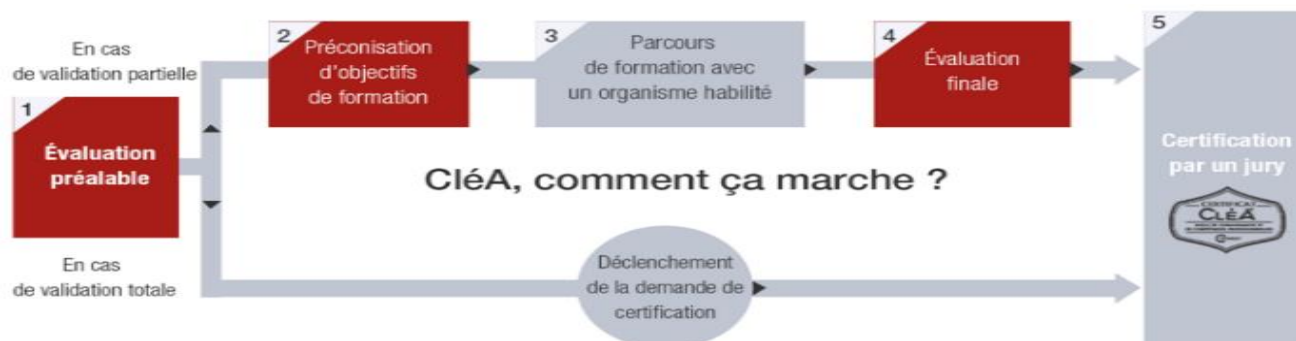 En cas
de validation partielle
1
Évaluation
préalable
En cas
de validation totale
2
Préconisation
d'objectifs
de formation
3
Parcours
de formation avec
un organisme habilité
4
Évaluation
finale
5
Certification
par un jury
CERTIFICAT
CLÉA
CléA, comment ça marche ?
Déclenchement
de la demande de
certification